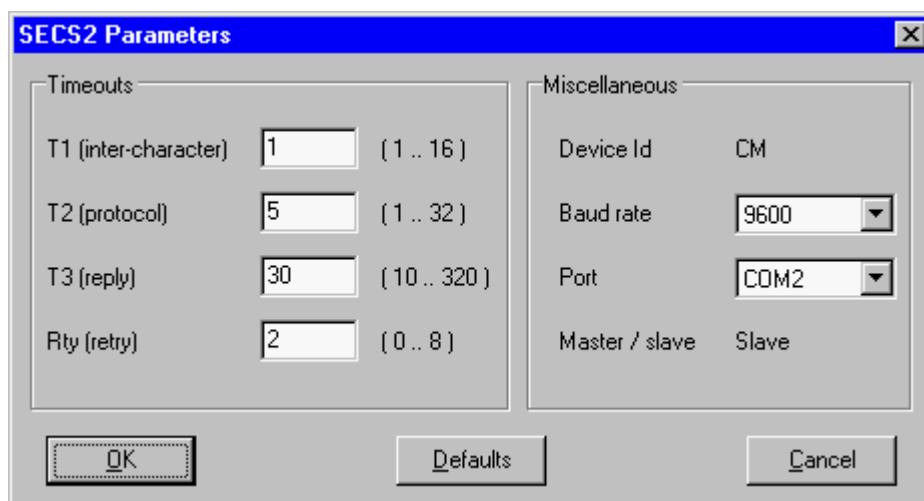 SECS2 Parameters
Timeouts
T1 (inter-character) 1 ( 1 .. 16 )
T2 (protocol) 5 ( 1 .. 32 )
T3 (reply) 30 ( 10 .. 320 )
Rty (retry) 2 ( 0 .. 8 )
Miscellaneous
Device Id CM
Baud rate 9600
Port COM2
Master / slave Slave
OK Defaults Cancel